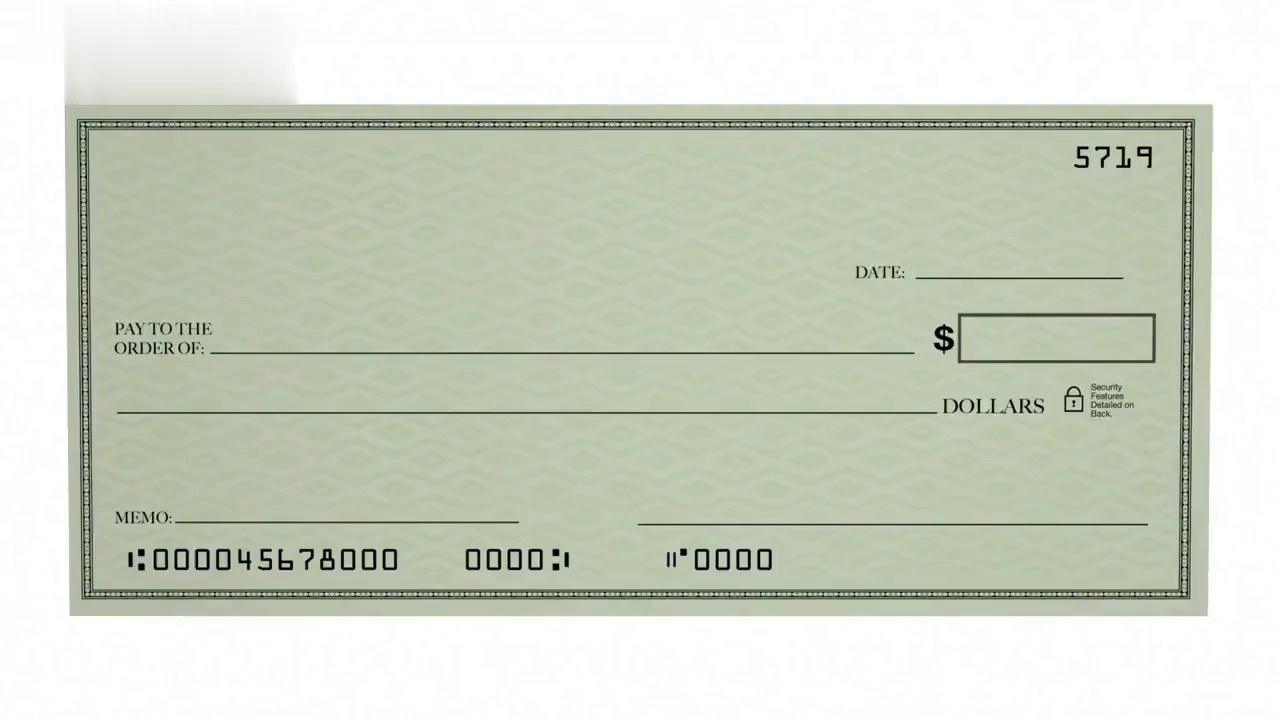 5719
DATE:
PAY TO THE
ORDER OF:
$
DOLLARS
Security
Features
Detailed on
Back.
MEMO:
⑆000045678000 0000⑆ ⑈0000